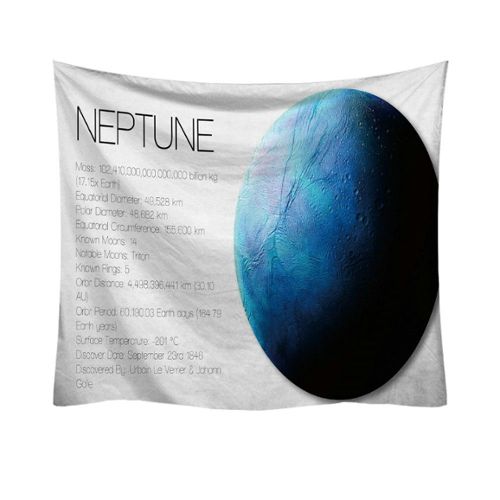 NEPTUNE
Mass: 102,410,000,000,000,000 billion kg
(17.15x Earth)
Equatorial Diameter: 49,528 km
Polar Diameter: 48,682 km
Equatorial Circumference: 155,600 km
Known Moons: 14
Notable Moons: Triton
Known Rings: 5
Orbit Distance: 4,498,396,441 km (30.10
AU)
Orbit Period: 60,190.03 Earth days (164.79
Earth years)
Surface Temperature: -201 °C
Discover Date: September 23rd 1846
Discovered By: Urbain Le Verrier & Johann
Galle